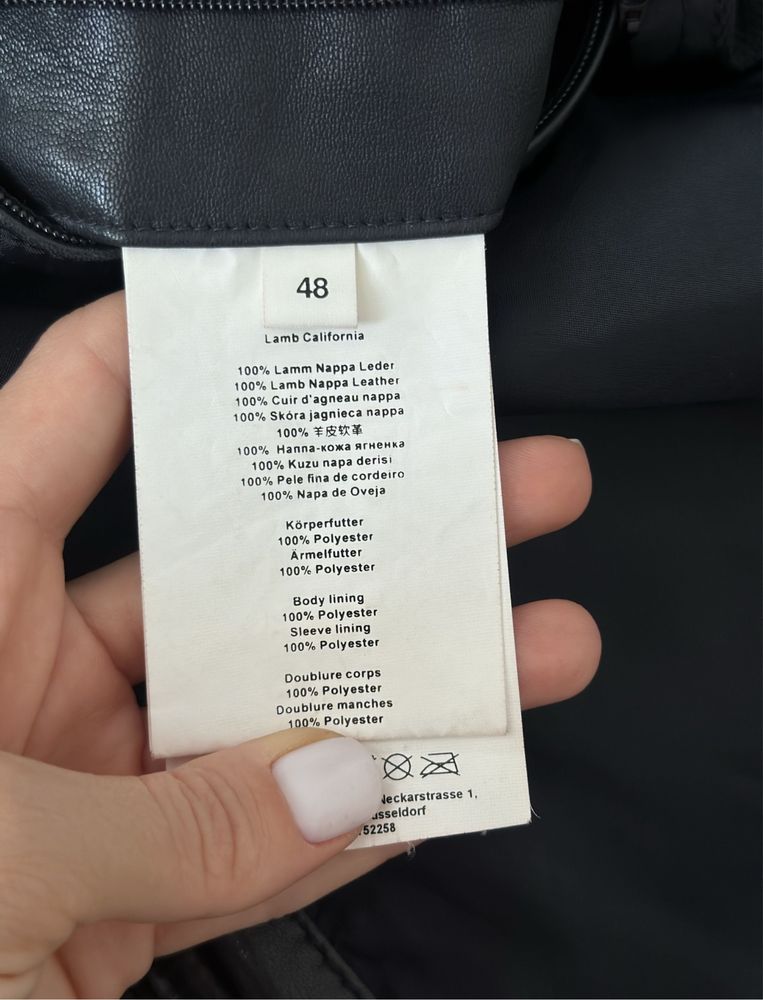 48
Lamb California
100% Lamm Nappa Leder
100% Lamb Nappa Leather
100% Cuir d'agneau nappa
100% Skóra jagnieca nappa
100% 羊皮软革
100% Наппа-кожа ягненка
100% Kuzu napa derisi
100% Pele fina de cordeiro
100% Napa de Oveja
Körperfutter
100% Polyester
Ärmelfutter
100% Polyester
Body lining
100% Polyester
Sleeve lining
100% Polyester
Doublure corps
100% Polyester
Doublure manches
100% Polyester
Neckarstrasse 1,